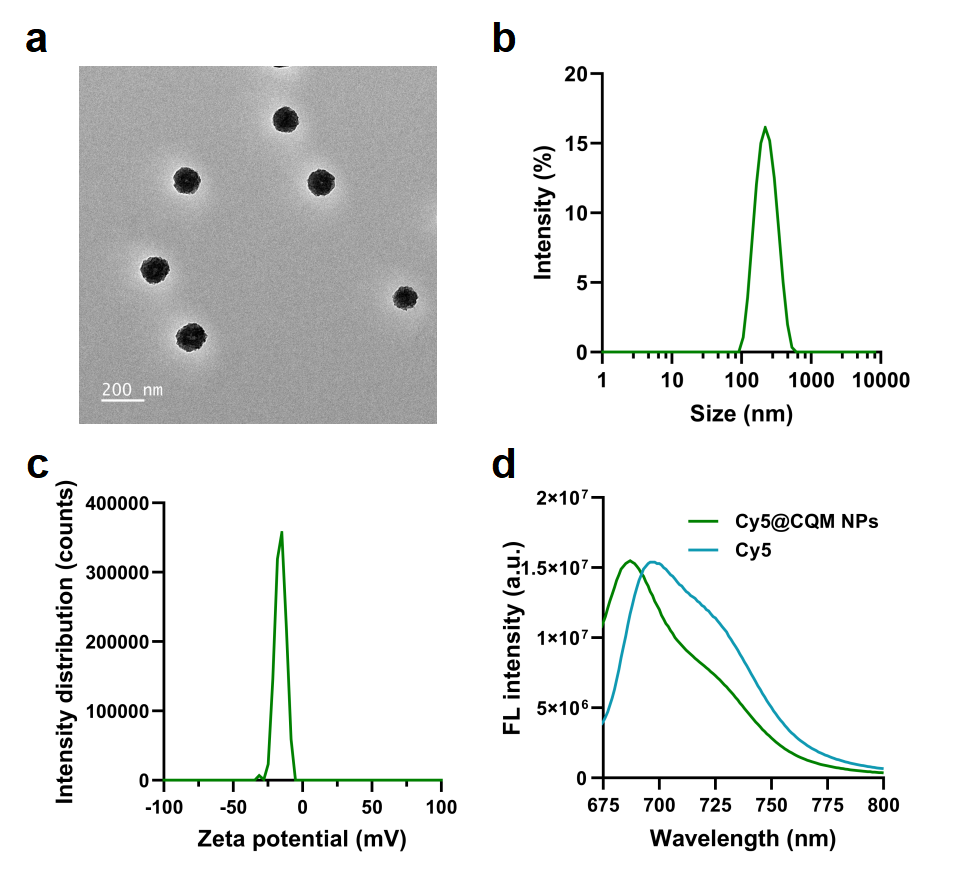 a
200 nm
b
Intensity (%)
20
15
10
5
0
1 10 100 1000 10000
Size (nm)
c
Intensity distribution (counts)
400000
300000
200000
100000
0
-100 -50 0 50 100
Zeta potential (mV)
d
FL intensity (a.u.)
2×10⁷
1.5×10⁷
1×10⁷
5×10⁶
0
Cy5@CQM NPs
Cy5
675 700 725 750 775 800
Wavelength (nm)